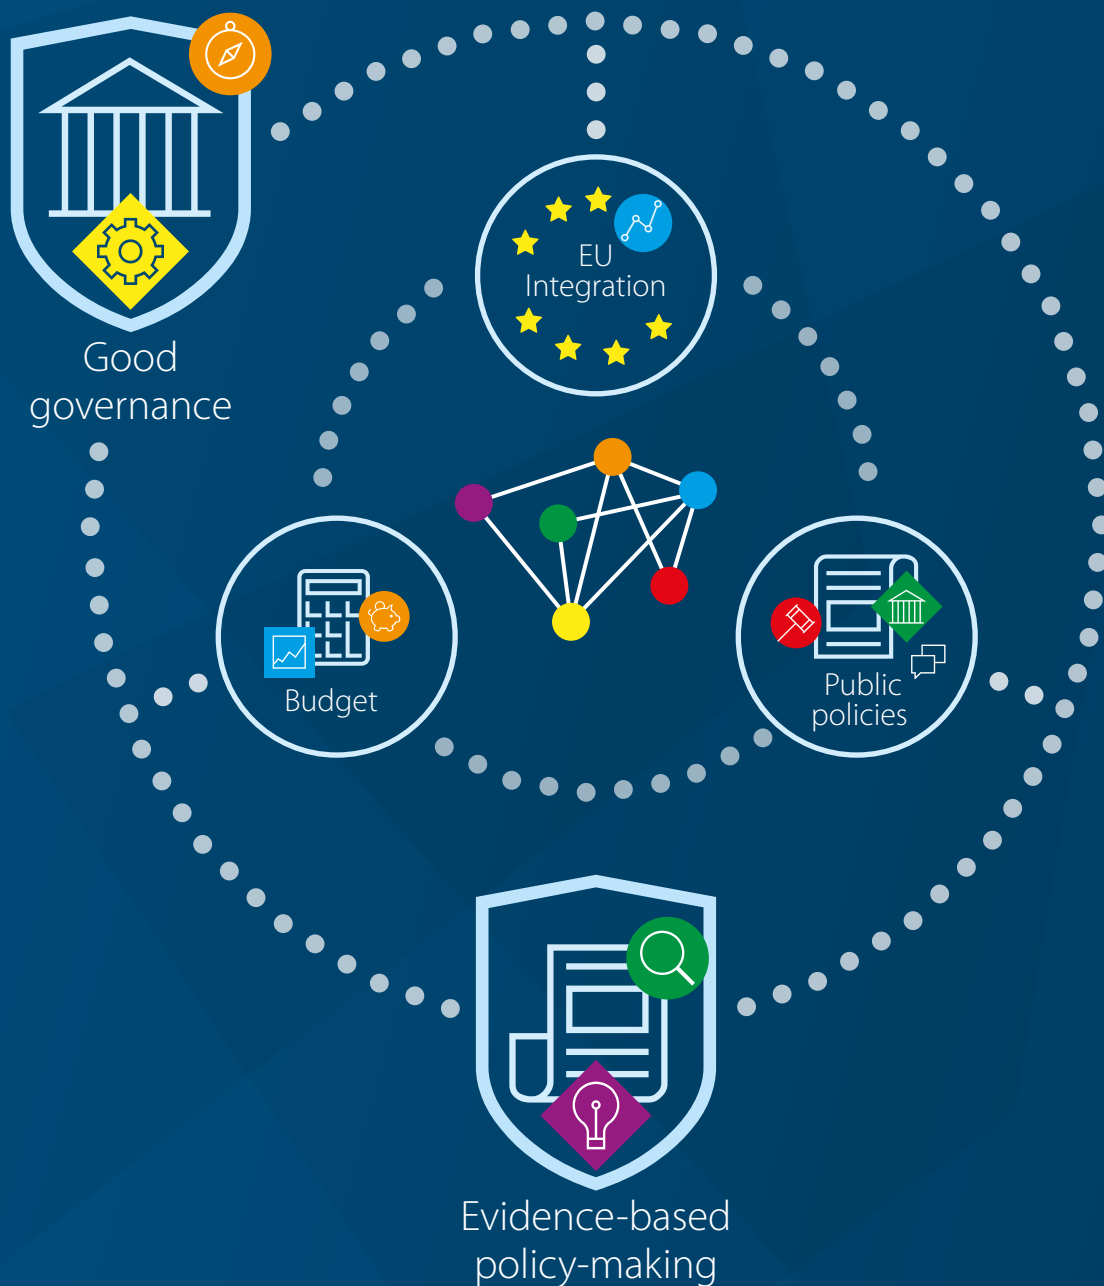 Good
governance
EU
Integration
Budget
Public
policies
Evidence-based
policy-making